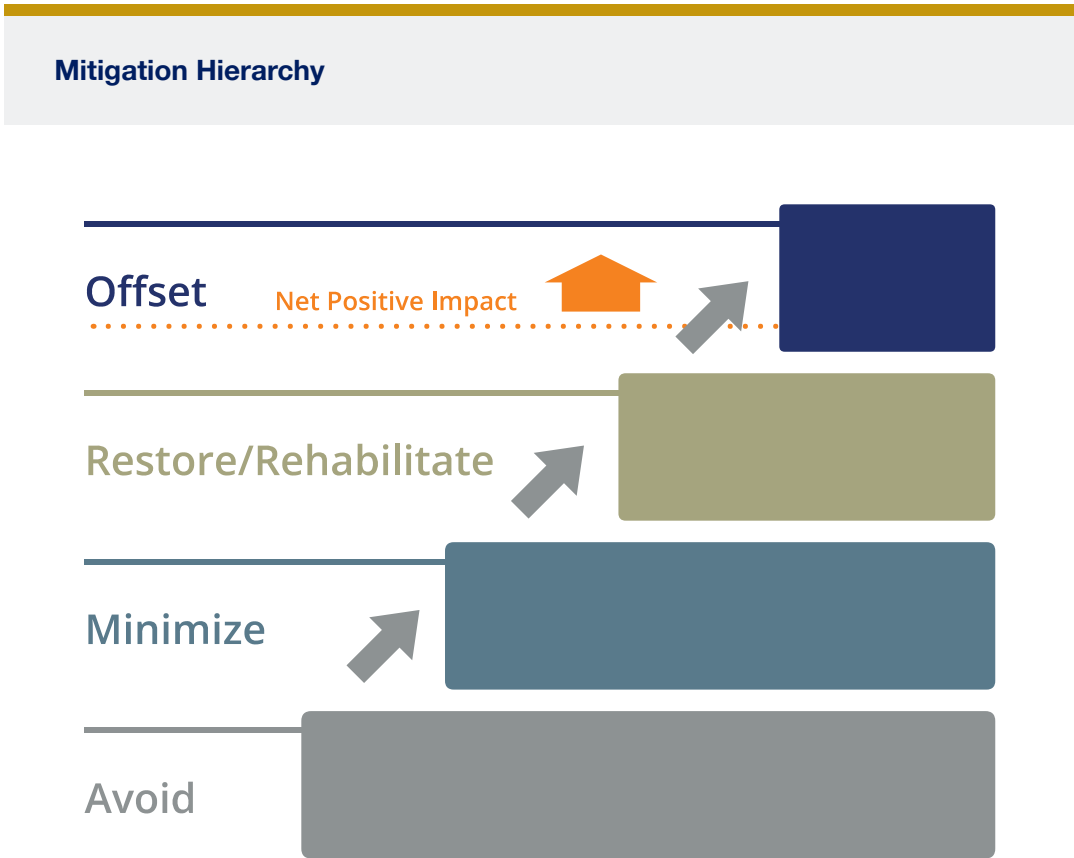 Mitigation Hierarchy
Offset
Net Positive Impact
Restore/Rehabilitate
Minimize
Avoid